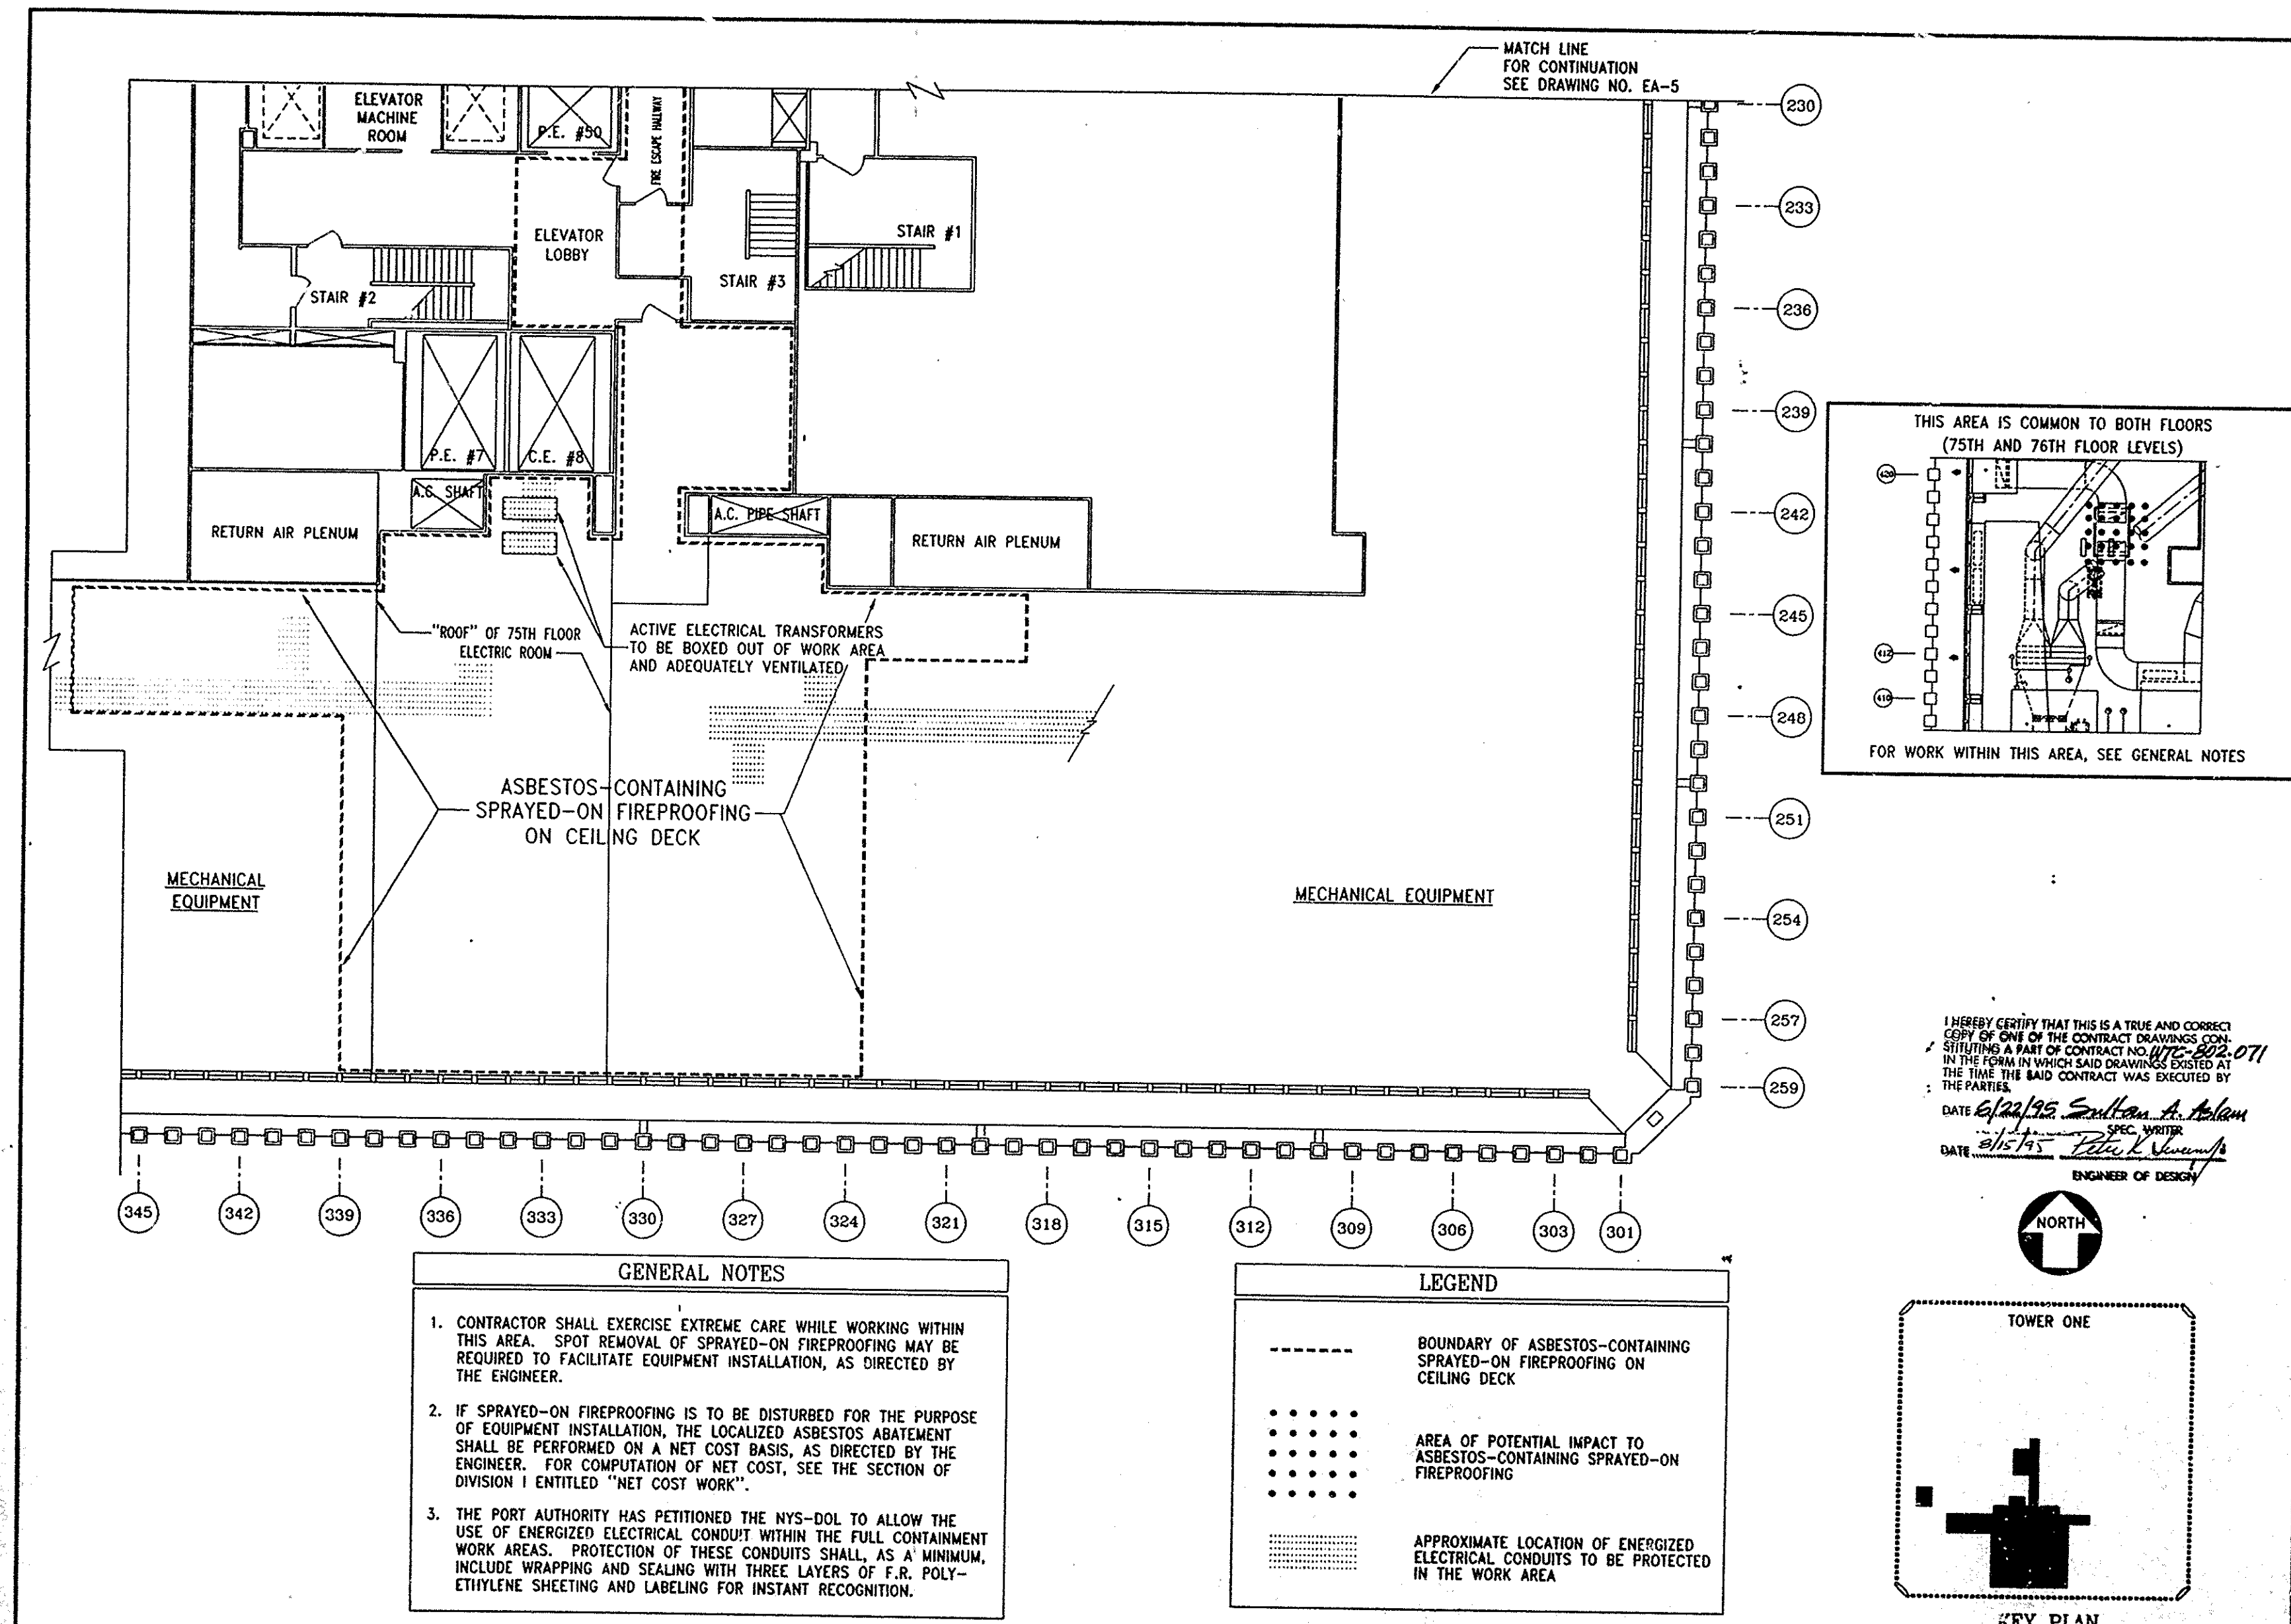 MATCH LINE
FOR CONTINUATION
SEE DRAWING NO. EA-5
ELEVATOR
MACHINE
ROOM
P.E. #50
FIRE ESCAPE HALLWAY
STAIR #1
ELEVATOR
LOBBY
STAIR #3
STAIR #2
P.E. #7
C.E. #8
A.C. SHAFT
A.C. PIPE SHAFT
RETURN AIR PLENUM
RETURN AIR PLENUM
"ROOF" OF 75TH FLOOR
ELECTRIC ROOM
ACTIVE ELECTRICAL TRANSFORMERS
TO BE BOXED OUT OF WORK AREA
AND ADEQUATELY VENTILATED
ASBESTOS-CONTAINING
SPRAYED-ON FIREPROOFING
ON CEILING DECK
MECHANICAL
EQUIPMENT
MECHANICAL EQUIPMENT
230
233
236
239
242
245
248
251
254
257
259
345
342
339
336
333
330
327
324
321
318
315
312
309
306
303
301
THIS AREA IS COMMON TO BOTH FLOORS
(75TH AND 76TH FLOOR LEVELS)
420
412
410
FOR WORK WITHIN THIS AREA, SEE GENERAL NOTES
I HEREBY CERTIFY THAT THIS IS A TRUE AND CORRECT
COPY OF ONE OF THE CONTRACT DRAWINGS CON-
STITUTING A PART OF CONTRACT NO. WTC-802.071
IN THE FORM IN WHICH SAID DRAWINGS EXISTED AT
THE TIME THE SAID CONTRACT WAS EXECUTED BY
THE PARTIES.
DATE 6/22/95 Sultan A. Aslam
SPEC. WRITER
DATE 8/15/95 Peter K
ENGINEER OF DESIGN
NORTH
GENERAL NOTES
1. CONTRACTOR SHALL EXERCISE EXTREME CARE WHILE WORKING WITHIN
THIS AREA. SPOT REMOVAL OF SPRAYED-ON FIREPROOFING MAY BE
REQUIRED TO FACILITATE EQUIPMENT INSTALLATION, AS DIRECTED BY
THE ENGINEER.
2. IF SPRAYED-ON FIREPROOFING IS TO BE DISTURBED FOR THE PURPOSE
OF EQUIPMENT INSTALLATION, THE LOCALIZED ASBESTOS ABATEMENT
SHALL BE PERFORMED ON A NET COST BASIS, AS DIRECTED BY THE
ENGINEER. FOR COMPUTATION OF NET COST, SEE THE SECTION OF
DIVISION I ENTITLED "NET COST WORK".
3. THE PORT AUTHORITY HAS PETITIONED THE NYS-DOL TO ALLOW THE
USE OF ENERGIZED ELECTRICAL CONDUIT WITHIN THE FULL CONTAINMENT
WORK AREAS. PROTECTION OF THESE CONDUITS SHALL, AS A MINIMUM,
INCLUDE WRAPPING AND SEALING WITH THREE LAYERS OF F.R. POLY-
ETHYLENE SHEETING AND LABELING FOR INSTANT RECOGNITION.
LEGEND
BOUNDARY OF ASBESTOS-CONTAINING
SPRAYED-ON FIREPROOFING ON
CEILING DECK
AREA OF POTENTIAL IMPACT TO
ASBESTOS-CONTAINING SPRAYED-ON
FIREPROOFING
APPROXIMATE LOCATION OF ENERGIZED
ELECTRICAL CONDUITS TO BE PROTECTED
IN THE WORK AREA
TOWER ONE
KEY PLAN